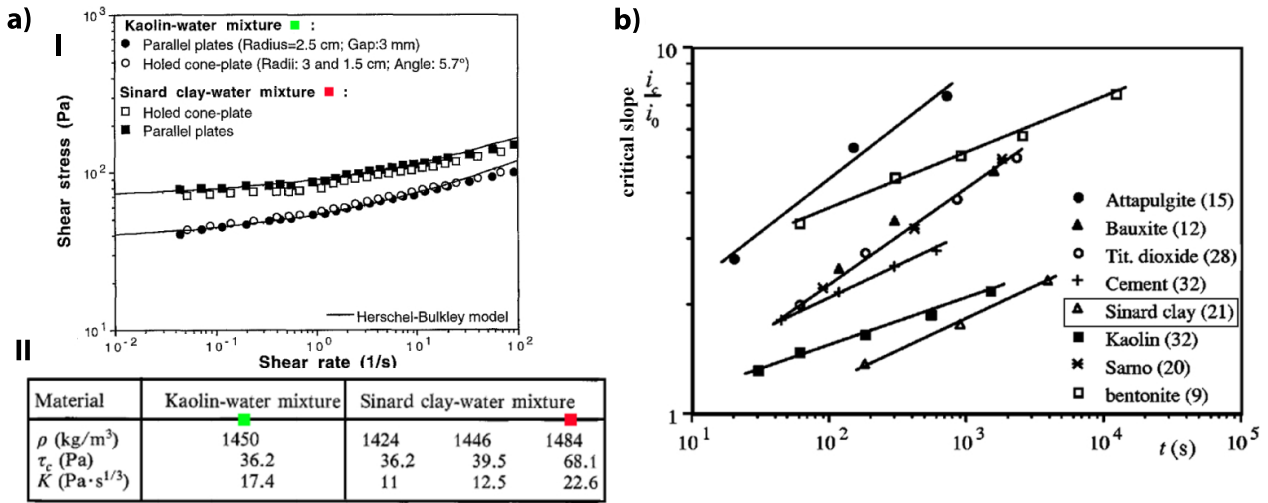 a)
I
Kaolin-water mixture :
Parallel plates (Radius=2.5 cm; Gap:3 mm)
Holed cone-plate (Radii: 3 and 1.5 cm; Angle: 5.7°)
Sinard clay-water mixture :
Holed cone-plate
Parallel plates
Herschel-Bulkley model
Shear stress (Pa)
10³
10²
10¹
10⁻² 10⁻¹ 10⁰ 10¹ 10²
Shear rate (1/s)
II
Material Kaolin-water mixture Sinard clay-water mixture
ρ (kg/m³) 1450 1424 1446 1484
τc (Pa) 36.2 36.2 39.5 68.1
K (Pa·s^1/3) 17.4 11 12.5 22.6
b)
critical slope ic/i0
10
1
Attapulgite (15)
Bauxite (12)
Tit. dioxide (28)
Cement (32)
Sinard clay (21)
Kaolin (32)
Sarno (20)
bentonite (9)
10¹ 10² 10³ 10⁴ 10⁵
t (s)